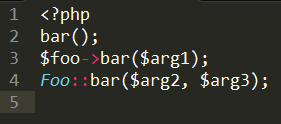 1 <?php
2 bar();
3 $foo->bar($arg1);
4 Foo::bar($arg2, $arg3);
5